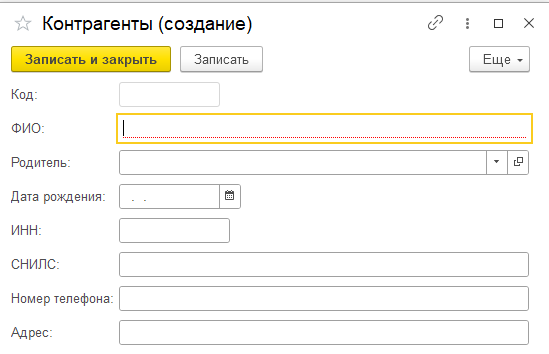 Контрагенты (создание)
Записать и закрыть Записать Еще
Код:
ФИО:
Родитель:
Дата рождения: . .
ИНН:
СНИЛС:
Номер телефона:
Адрес: